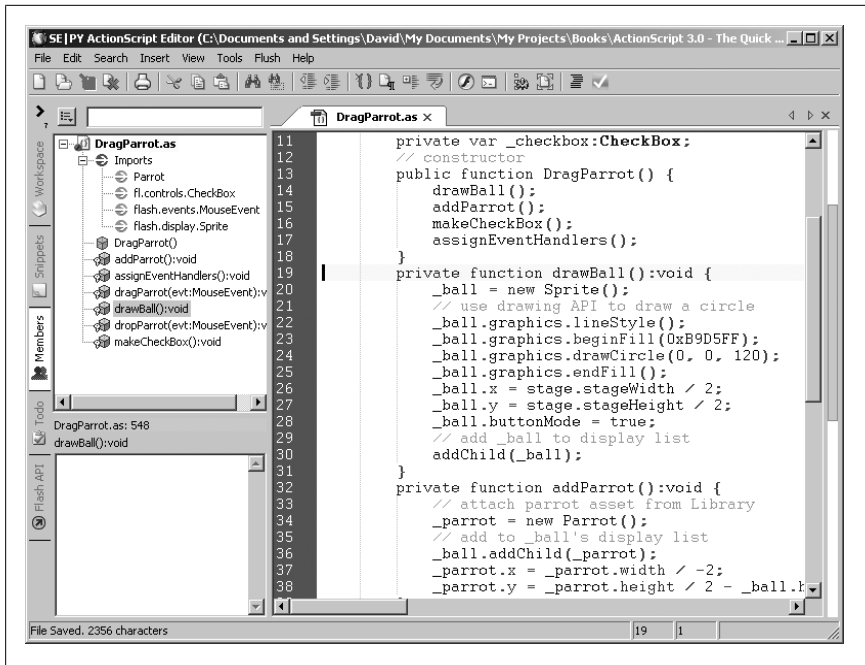 SE|PY ActionScript Editor (C:\Documents and Settings\David\My Documents\My Projects\Books\ActionScript 3.0 - The Quick ...
File Edit Search Insert View Tools Flush Help
DragParrot.as ×
Workspace
Snippets
Members
Todo
Flash API
DragParrot.as
Imports
Parrot
fl.controls.CheckBox
flash.events.MouseEvent
flash.display.Sprite
DragParrot()
addParrot():void
assignEventHandlers():void
dragParrot(evt:MouseEvent):v
drawBall():void
dropParrot(evt:MouseEvent):v
makeCheckBox():void
DragParrot.as: 548
drawBall():void
11 private var _checkbox:CheckBox;
12 // constructor
13 public function DragParrot() {
14 drawBall();
15 addParrot();
16 makeCheckBox();
17 assignEventHandlers();
18 }
19 private function drawBall():void {
20 _ball = new Sprite();
21 // use drawing API to draw a circle
22 _ball.graphics.lineStyle();
23 _ball.graphics.beginFill(0xB9D5FF);
24 _ball.graphics.drawCircle(0, 0, 120);
25 _ball.graphics.endFill();
26 _ball.x = stage.stageWidth / 2;
27 _ball.y = stage.stageHeight / 2;
28 _ball.buttonMode = true;
29 // add _ball to display list
30 addChild(_ball);
31 }
32 private function addParrot():void {
33 // attach parrot asset from Library
34 _parrot = new Parrot();
35 // add to _ball's display list
36 _ball.addChild(_parrot);
37 _parrot.x = _parrot.width / -2;
38 _parrot.y = _parrot.height / 2 - _ball.h
File Saved. 2356 characters
19 1